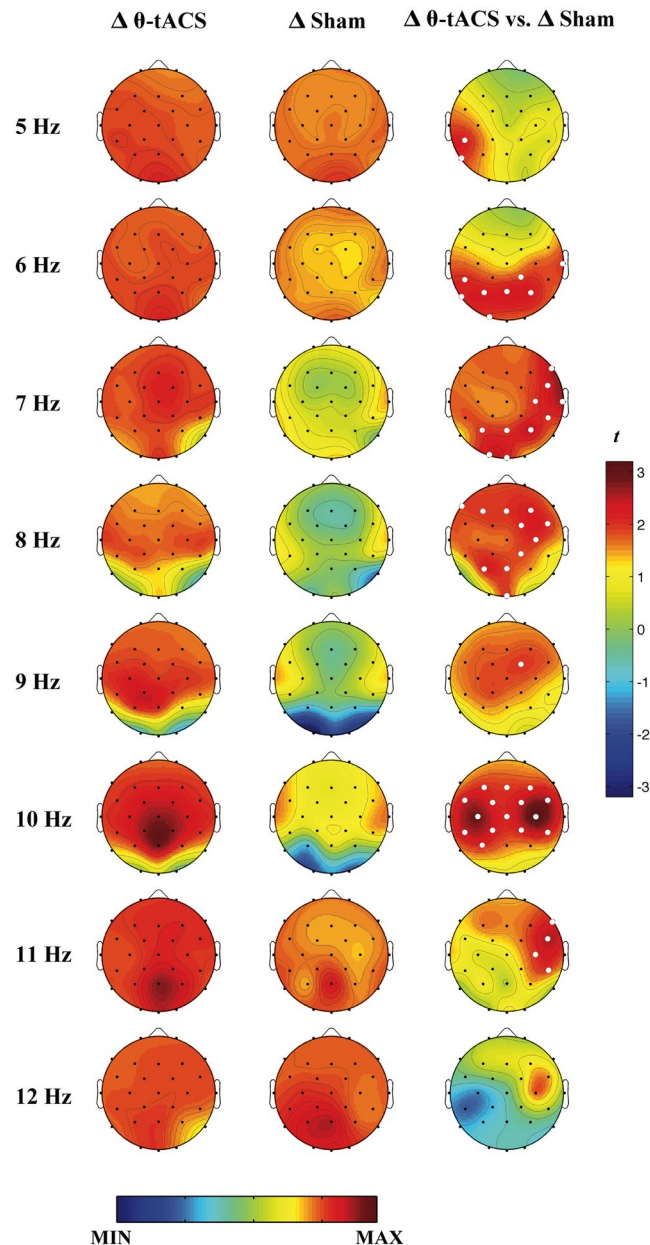 Δ θ-tACS Δ Sham Δ θ-tACS vs. Δ Sham
5 Hz
6 Hz
7 Hz
t
3
8 Hz
2
1
0
9 Hz
-1
-2
-3
10 Hz
11 Hz
12 Hz
MIN MAX